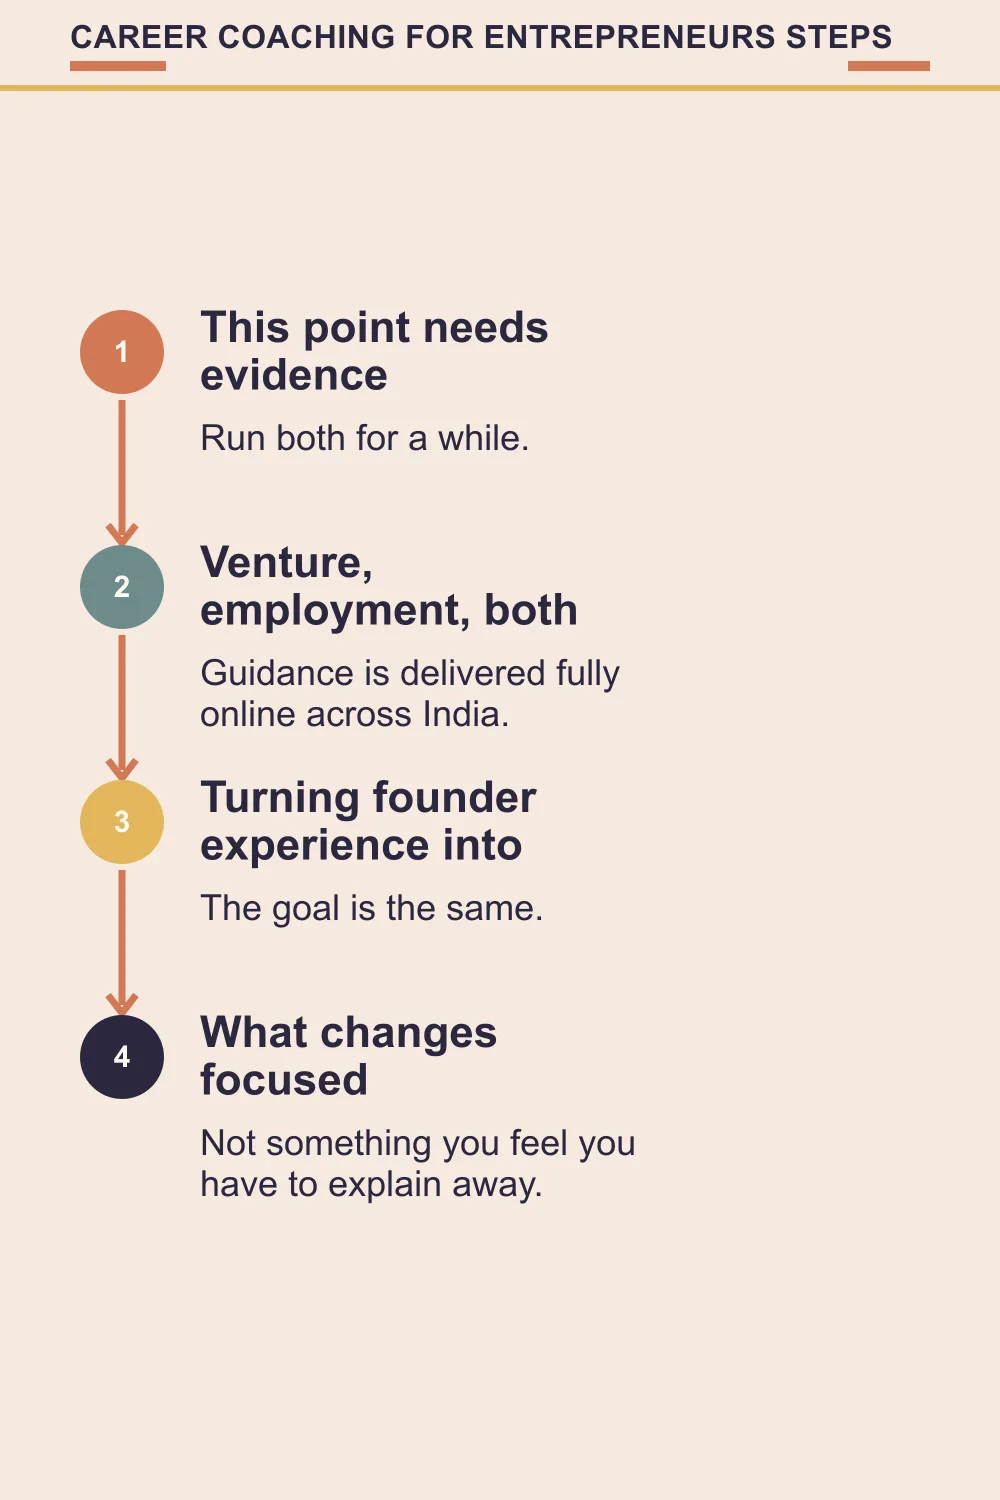 CAREER COACHING FOR ENTREPRENEURS STEPS
1
This point needs
evidence
Run both for a while.
2
Venture,
employment, both
Guidance is delivered fully
online across India.
3
Turning founder
experience into
The goal is the same.
4
What changes
focused
Not something you feel you
have to explain away.